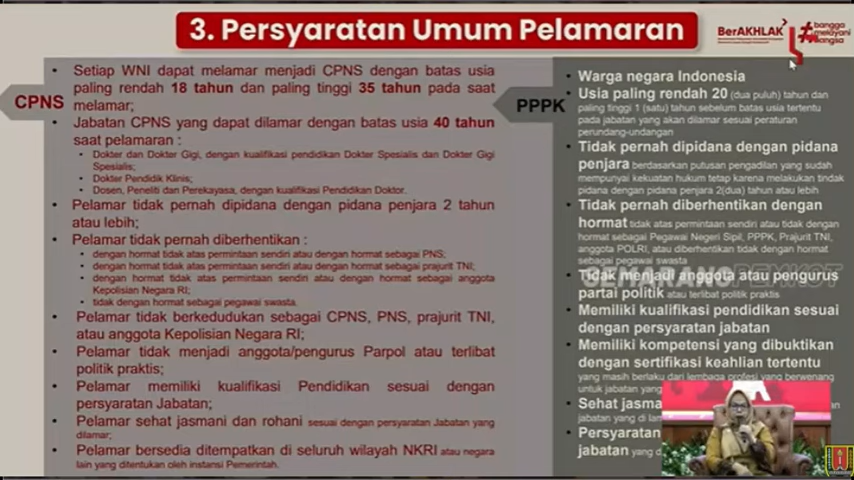 3. Persyaratan Umum Pelamaran
BerAKHLAK
#bangga
melayani
bangsa
CPNS
Setiap WNI dapat melamar menjadi CPNS dengan batas usia
paling rendah 18 tahun dan paling tinggi 35 tahun pada saat
melamar;
Jabatan CPNS yang dapat dilamar dengan batas usia 40 tahun
saat pelamaran :
Dokter dan Dokter Gigi, dengan kualifikasi pendidikan Dokter Spesialis dan Dokter Gigi
Spesialis;
Dokter Pendidik Klinis;
Dosen, Peneliti dan Perekayasa, dengan kualifikasi Pendidikan Doktor.
Pelamar tidak pernah dipidana dengan pidana penjara 2 tahun
atau lebih;
Pelamar tidak pernah diberhentikan :
dengan hormat tidak atas permintaan sendiri atau dengan hormat sebagai PNS;
dengan hormat tidak atas permintaan sendiri atau dengan hormat sebagai prajurit TNI;
dengan hormat tidak atas permintaan sendiri atau dengan hormat sebagai anggota
Kepolisian Negara RI;
tidak dengan hormat sebagai pegawai swasta.
Pelamar tidak berkedudukan sebagai CPNS, PNS, prajurit TNI,
atau anggota Kepolisian Negara RI;
Pelamar tidak menjadi anggota/pengurus Parpol atau terlibat
politik praktis;
Pelamar memiliki kualifikasi Pendidikan sesuai dengan
persyaratan Jabatan;
Pelamar sehat jasmani dan rohani sesuai dengan persyaratan Jabatan yang
dilamar;
Pelamar bersedia ditempatkan di seluruh wilayah NKRI atau negara
lain yang ditentukan oleh instansi Pemerintah.
PPPK
Warga negara Indonesia
Usia paling rendah 20 (dua puluh) tahun dan
paling tinggi 1 (satu) tahun sebelum batas usia tertentu
pada jabatan yang akan dilamar sesuai peraturan
perundang-undangan
Tidak pernah dipidana dengan pidana
penjara berdasarkan putusan pengadilan yang sudah
mempunyai kekuatan hukum tetap karena melakukan tindak
pidana dengan pidana penjara 2(dua) tahun atau lebih
Tidak pernah diberhentikan dengan
hormat tidak atas permintaan sendiri atau tidak dengan
hormat sebagai Pegawai Negeri Sipil, PPPK, Prajurit TNI,
anggota POLRI, atau diberhentikan tidak dengan hormat
sebagai pegawai swasta
Tidak menjadi anggota atau pengurus
partai politik atau terlibat politik praktis
SEMARANGPEMKOT
Memiliki kualifikasi pendidikan sesuai
dengan persyaratan jabatan
Memiliki kompetensi yang dibuktikan
dengan sertifikasi keahlian tertentu
yang masih berlaku dari lembaga profesi yang berwenang
untuk jabatan yang
Sehat jasma
jabatan yang di
Persyaratan
jabatan yang